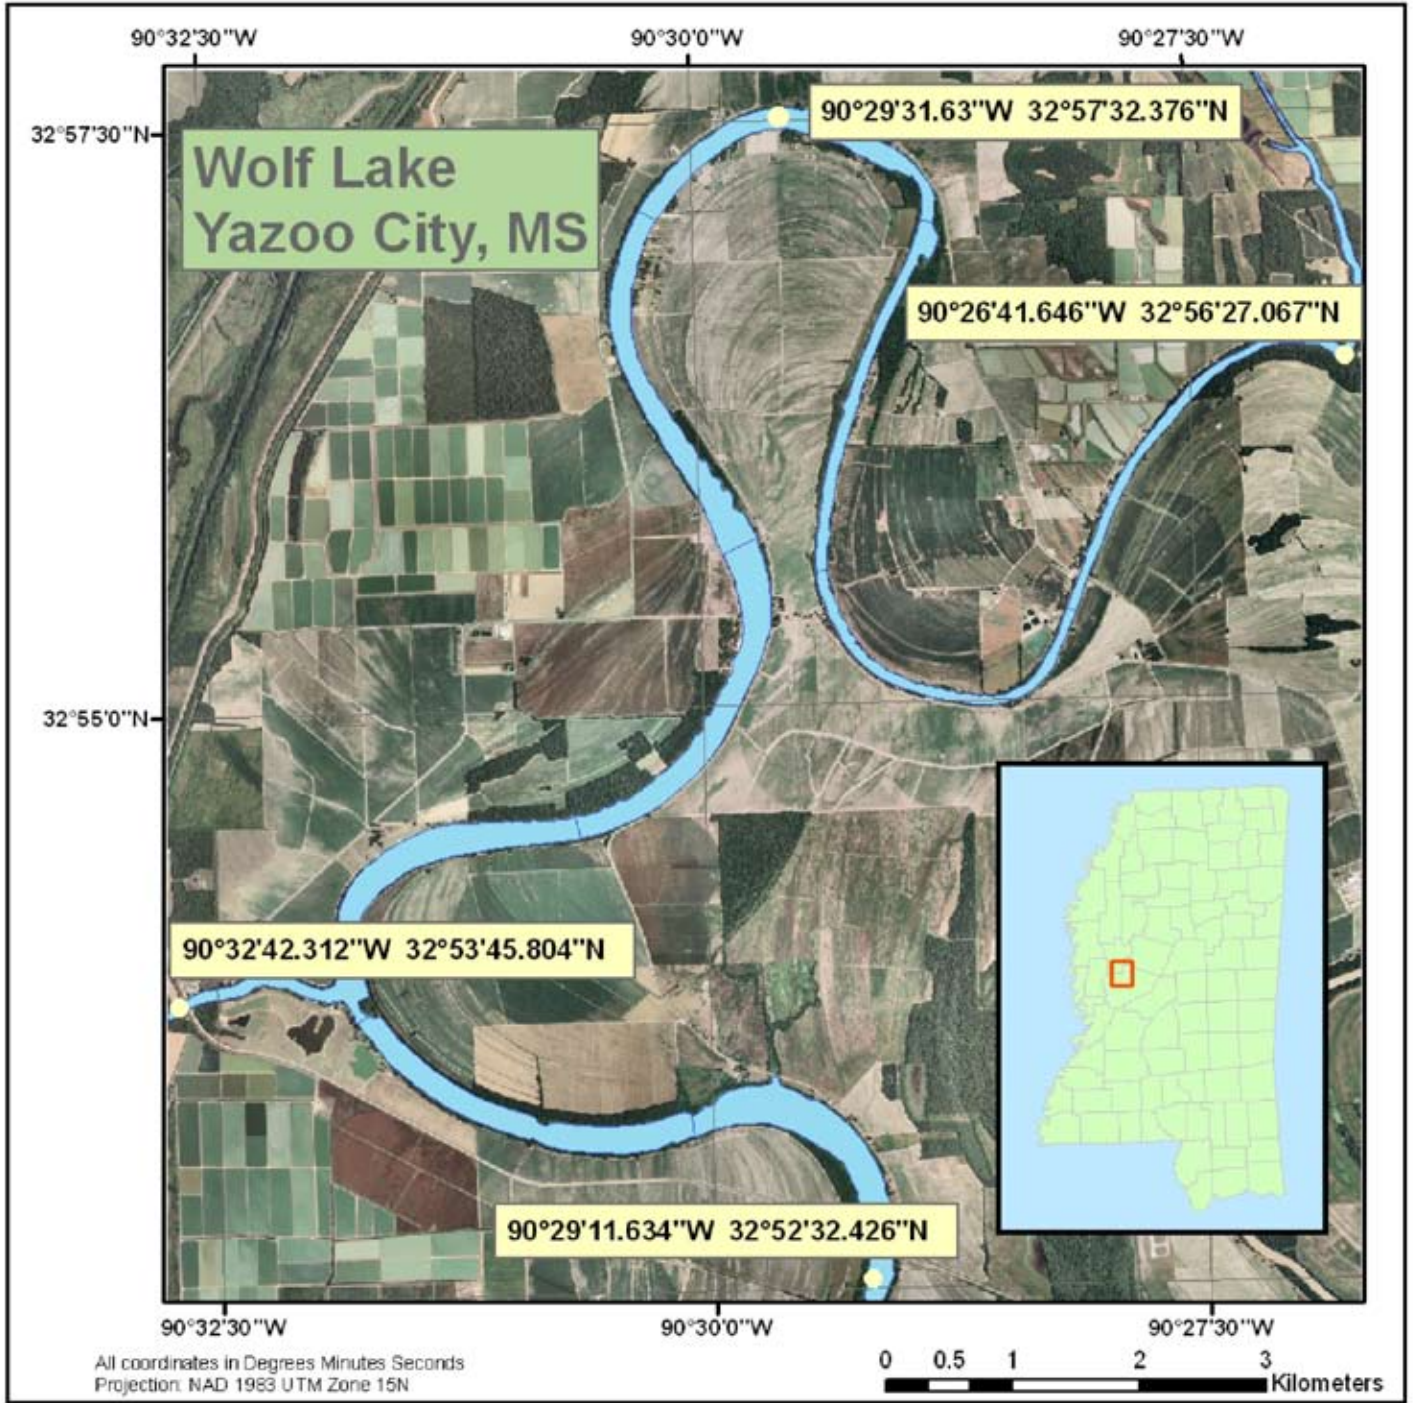 90°32'30"W 90°30'0"W 90°27'30"W
90°29'31.63"W 32°57'32.376"N
32°57'30"N
Wolf Lake
Yazoo City, MS
90°26'41.646"W 32°56'27.067"N
32°55'0"N
90°32'42.312"W 32°53'45.804"N
90°29'11.634"W 32°52'32.426"N
90°32'30"W 90°30'0"W 90°27'30"W
All coordinates in Degrees Minutes Seconds
Projection: NAD 1983 UTM Zone 15N
0 0.5 1 2 3
Kilometers